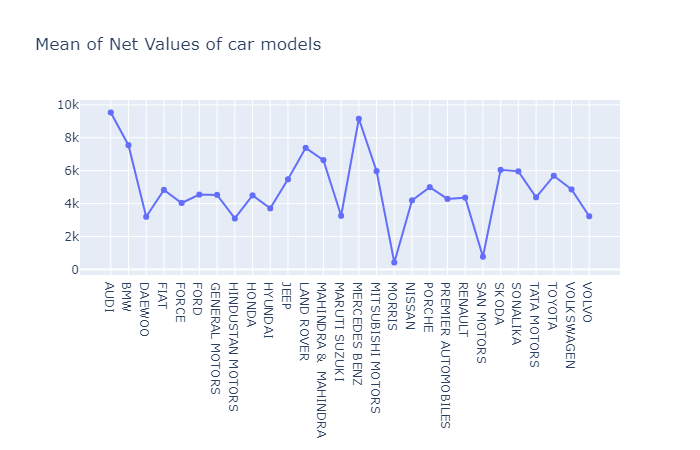 Mean of Net Values of car models
10k
8k
6k
4k
2k
0
AUDI
BMW
DAEWOO
FIAT
FORCE
FORD
GENERAL MOTORS
HINDUSTAN MOTORS
HONDA
HYUNDAI
JEEP
LAND ROVER
MAHINDRA & MAHINDRA
MARUTI SUZUKI
MERCEDES BENZ
MITSUBISHI MOTORS
MORRIS
NISSAN
PORCHE
PREMIER AUTOMOBILES
RENAULT
SAN MOTORS
SKODA
SONALIKA
TATA MOTORS
TOYOTA
VOLKSWAGEN
VOLVO